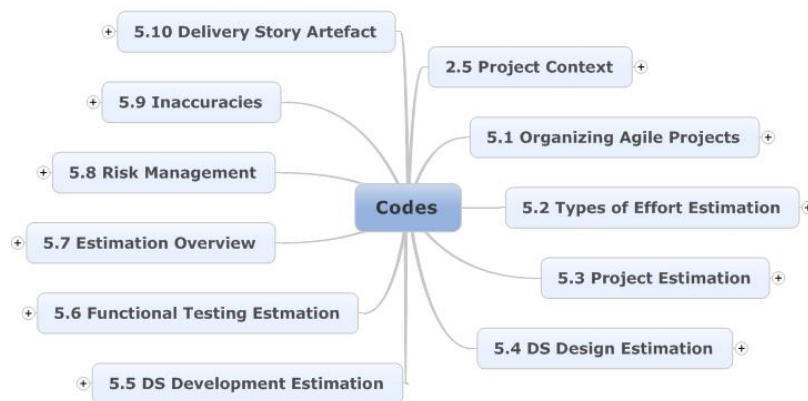 5.10 Delivery Story Artefact
2.5 Project Context
5.9 Inaccuracies
5.1 Organizing Agile Projects
5.8 Risk Management
Codes
5.2 Types of Effort Estimation
5.7 Estimation Overview
5.3 Project Estimation
5.6 Functional Testing Estmation
5.4 DS Design Estimation
5.5 DS Development Estimation